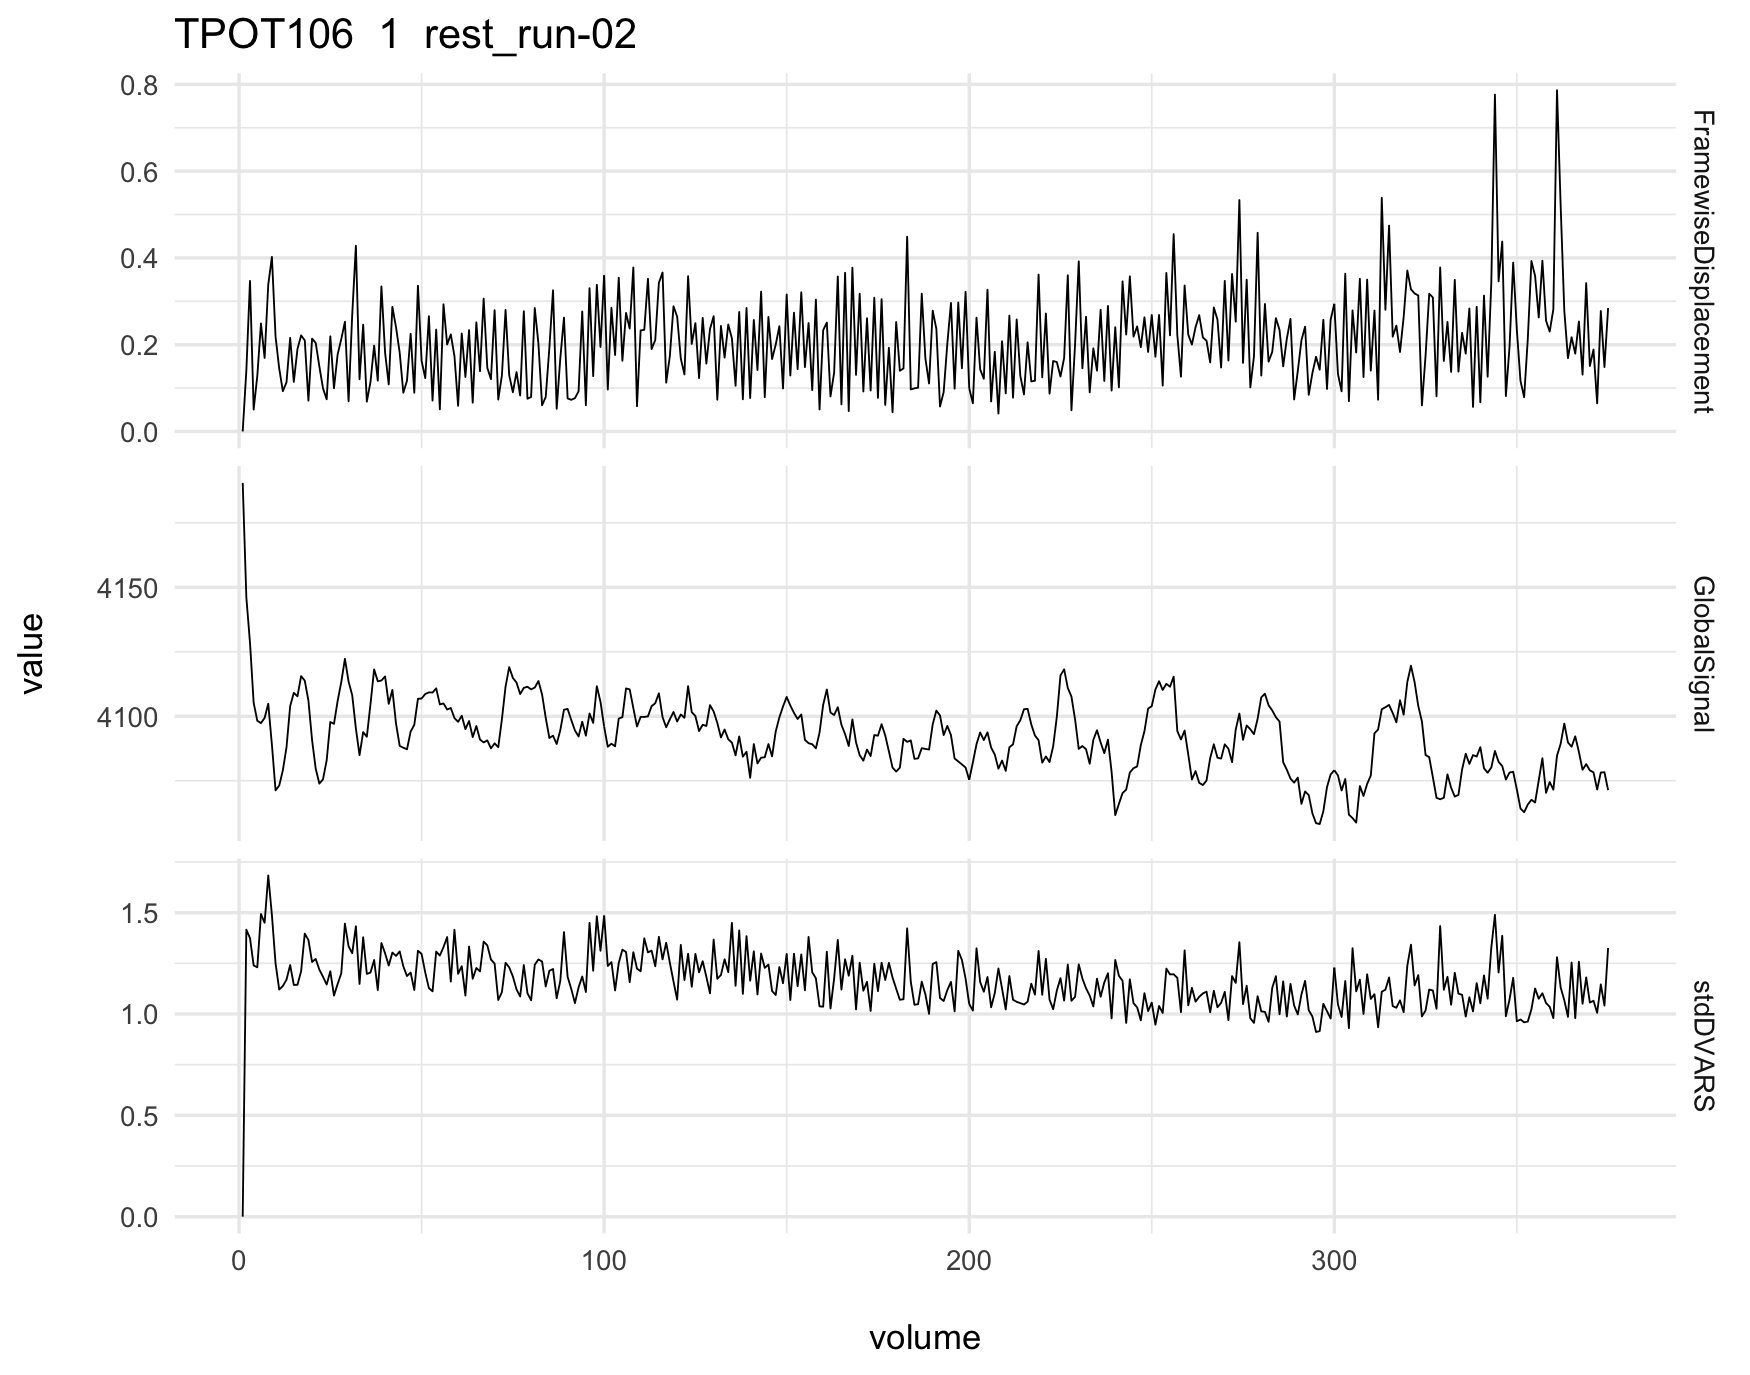 TPOT106 1 rest_run-02
0.8
0.6
0.4
0.2
0.0
FramewiseDisplacement
value
4150
4100
GlobalSignal
1.5
1.0
0.5
0.0
stdDVARS
0 100 200 300
volume